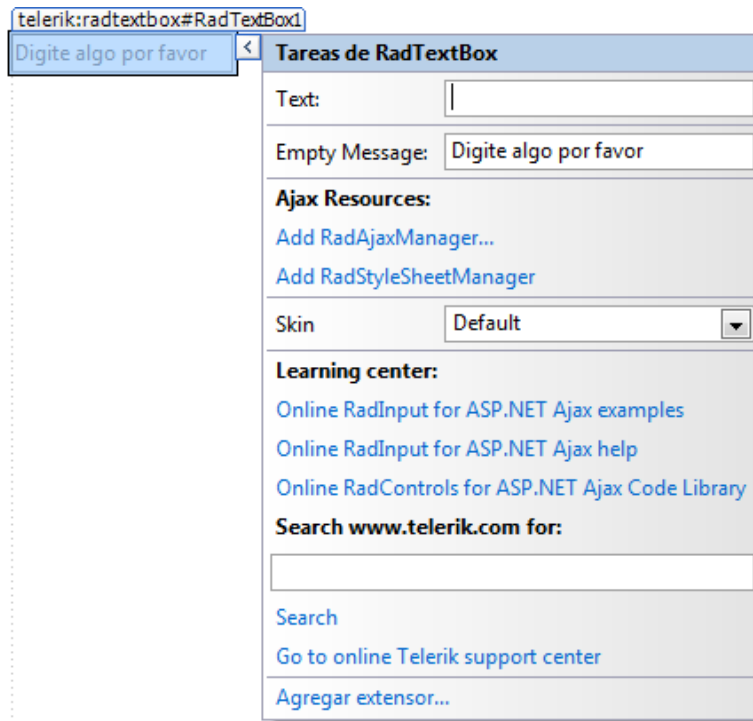 telerik:radtextbox#RadTextBox1
Digite algo por favor
Tareas de RadTextBox
Text:
Empty Message: Digite algo por favor
Ajax Resources:
Add RadAjaxManager...
Add RadStyleSheetManager
Skin Default
Learning center:
Online RadInput for ASP.NET Ajax examples
Online RadInput for ASP.NET Ajax help
Online RadControls for ASP.NET Ajax Code Library
Search www.telerik.com for:
Search
Go to online Telerik support center
Agregar extensor...